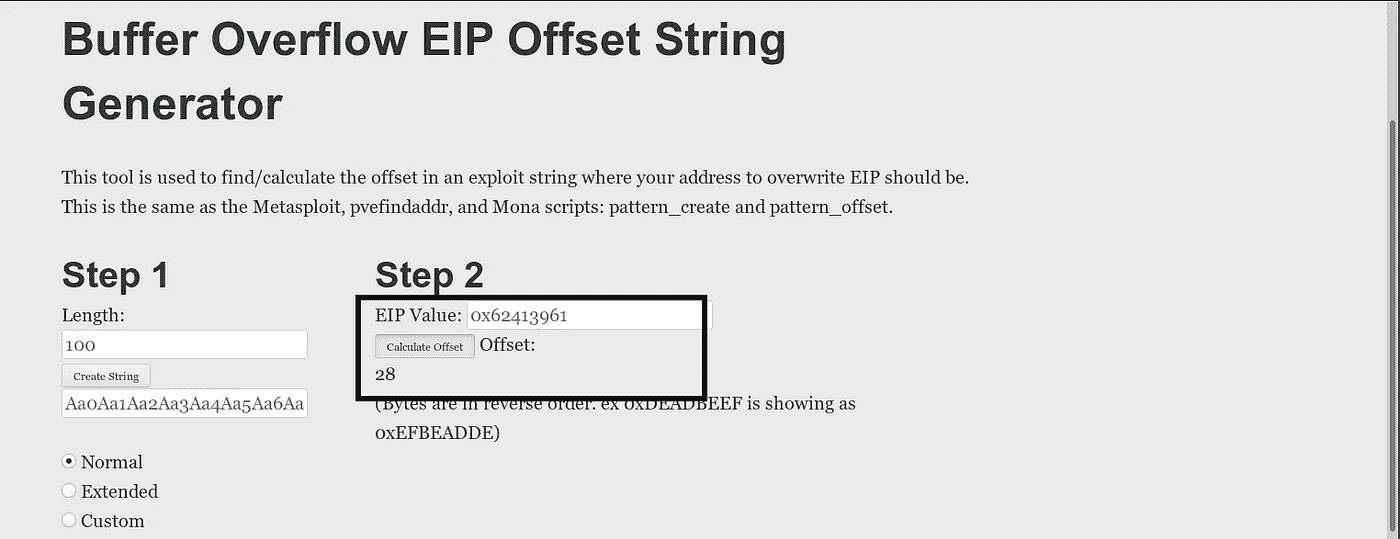 Buffer Overflow EIP Offset String
Generator
This tool is used to find/calculate the offset in an exploit string where your address to overwrite EIP should be.
This is the same as the Metasploit, pvefindaddr, and Mona scripts: pattern_create and pattern_offset.
Step 1
Length:
100
Create String
Aa0Aa1Aa2Aa3Aa4Aa5Aa6Aa
Normal
Extended
Custom
Step 2
EIP Value: 0x62413961
Calculate Offset Offset:
28
(Bytes are in reverse order. ex 0xDEADBEEF is showing as
0xEFBEADDE)